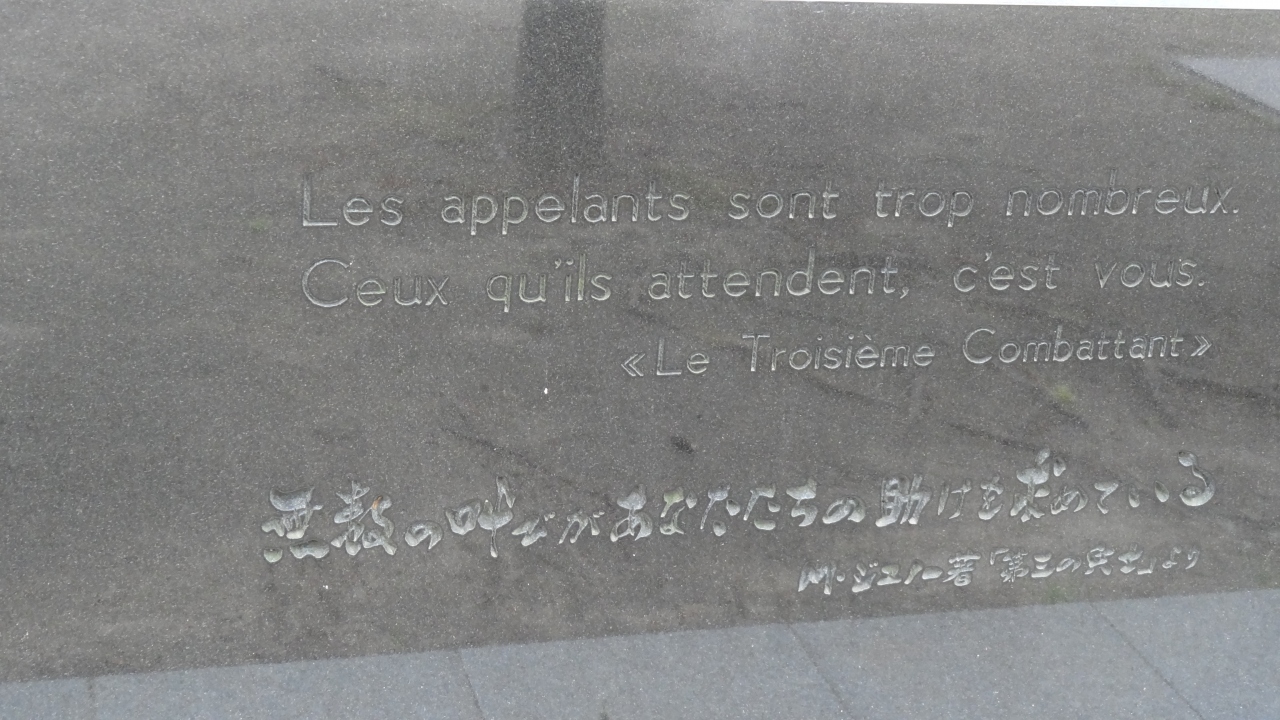 Les appelants sont trop nombreux.
Ceux qu'ils attendent, c'est vous.
«Le Troisième Combattant»
無数の叫びがあなたたちの助けを求めている
M・ジュノー著「第三の兵士」より